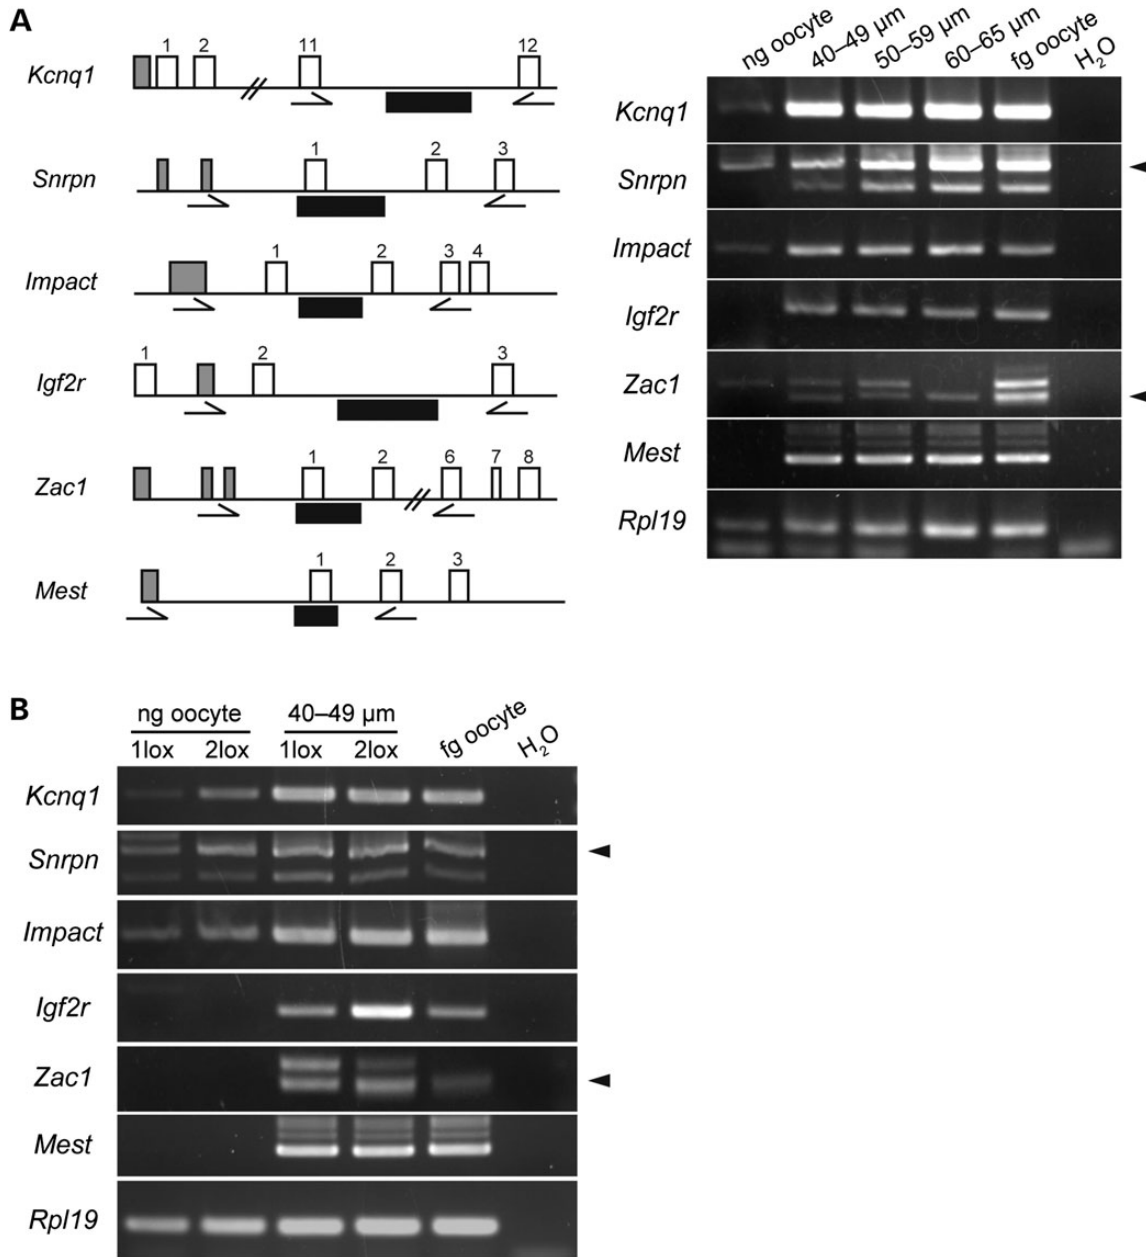 A
Kcnq1
1 2 11 12
Snrpn
1 2 3
Impact
1 2 3 4
Igf2r
1 2 3
Zac1
1 2 6 7 8
Mest
1 2 3
ng oocyte 40–49 µm 50–59 µm 60–65 µm fg oocyte H₂O
Kcnq1
Snrpn
Impact
Igf2r
Zac1
Mest
Rpl19
B
ng oocyte 40–49 µm
1lox 2lox 1lox 2lox fg oocyte H₂O
Kcnq1
Snrpn
Impact
Igf2r
Zac1
Mest
Rpl19